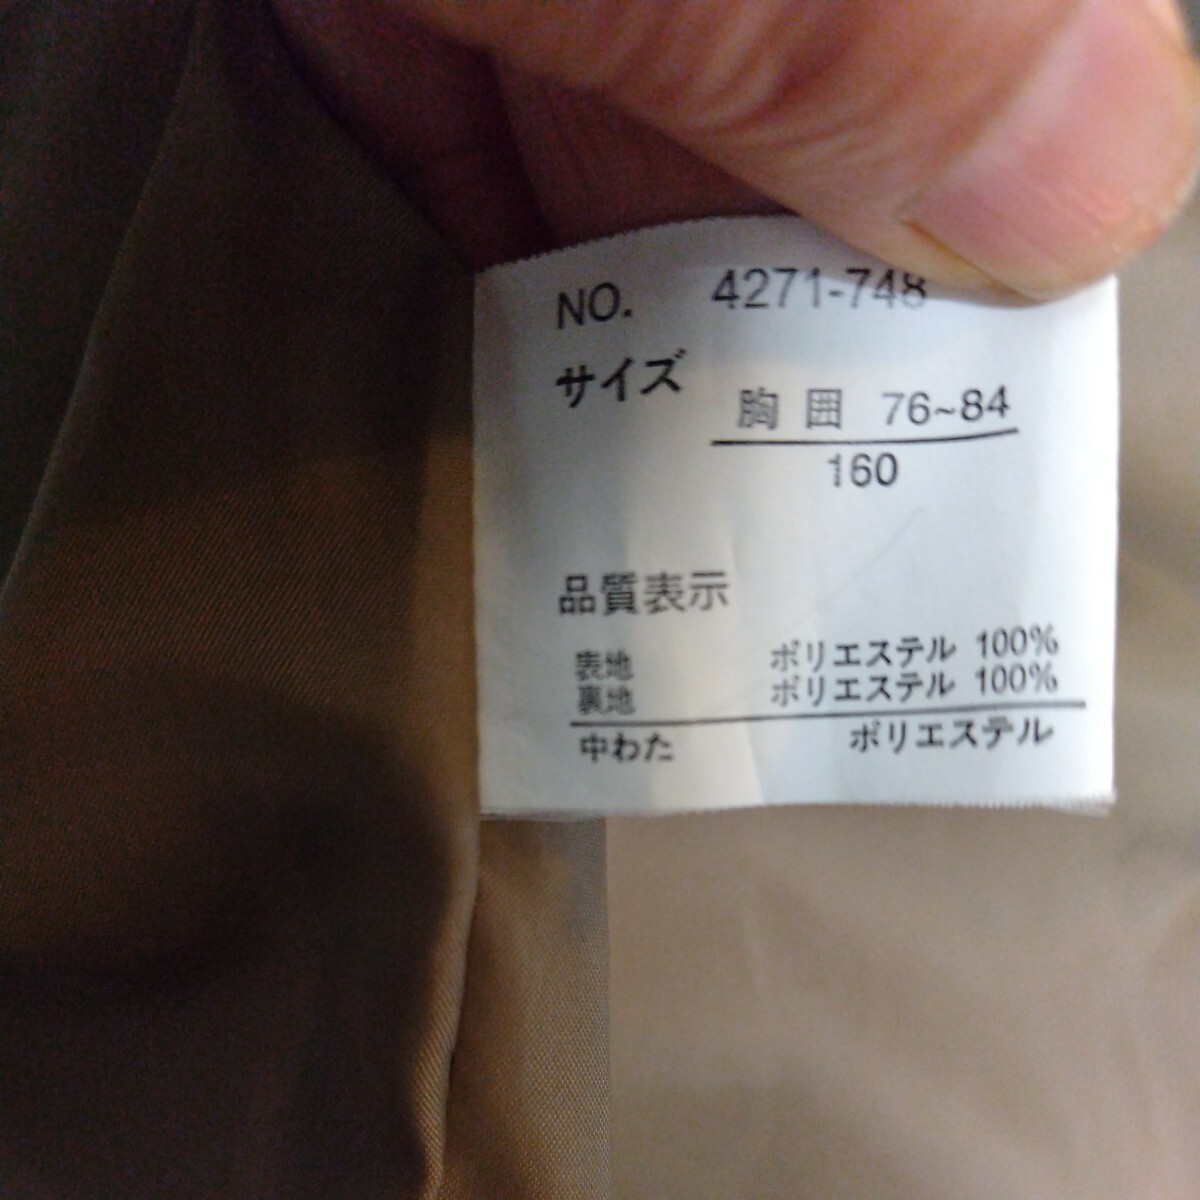 NO. 4271-748
サイズ
胸囲 76~84
160
品質表示
表地 ポリエステル 100%
裏地 ポリエステル 100%
中わた ポリエステル